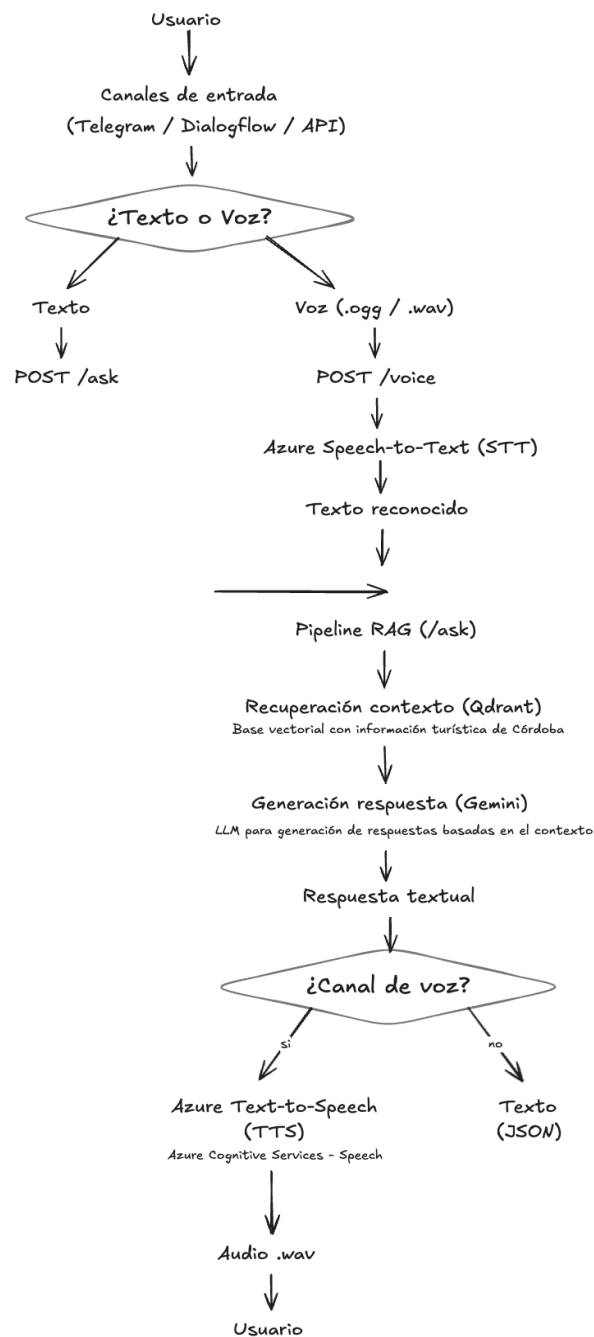 Usuario
Canales de entrada
(Telegram / Dialogflow / API)
¿Texto o Voz?
Texto
Voz (.ogg / .wav)
POST /ask
POST /voice
Azure Speech-to-Text (STT)
Texto reconocido
Pipeline RAG (/ask)
Recuperación contexto (Qdrant)
Base vectorial con información turística de Córdoba
Generación respuesta (Gemini)
LLM para generación de respuestas basadas en el contexto
Respuesta textual
¿Canal de voz?
si
no
Azure Text-to-Speech
(TTS)
Azure Cognitive Services - Speech
Texto
(JSON)
Audio .wav
Usuario